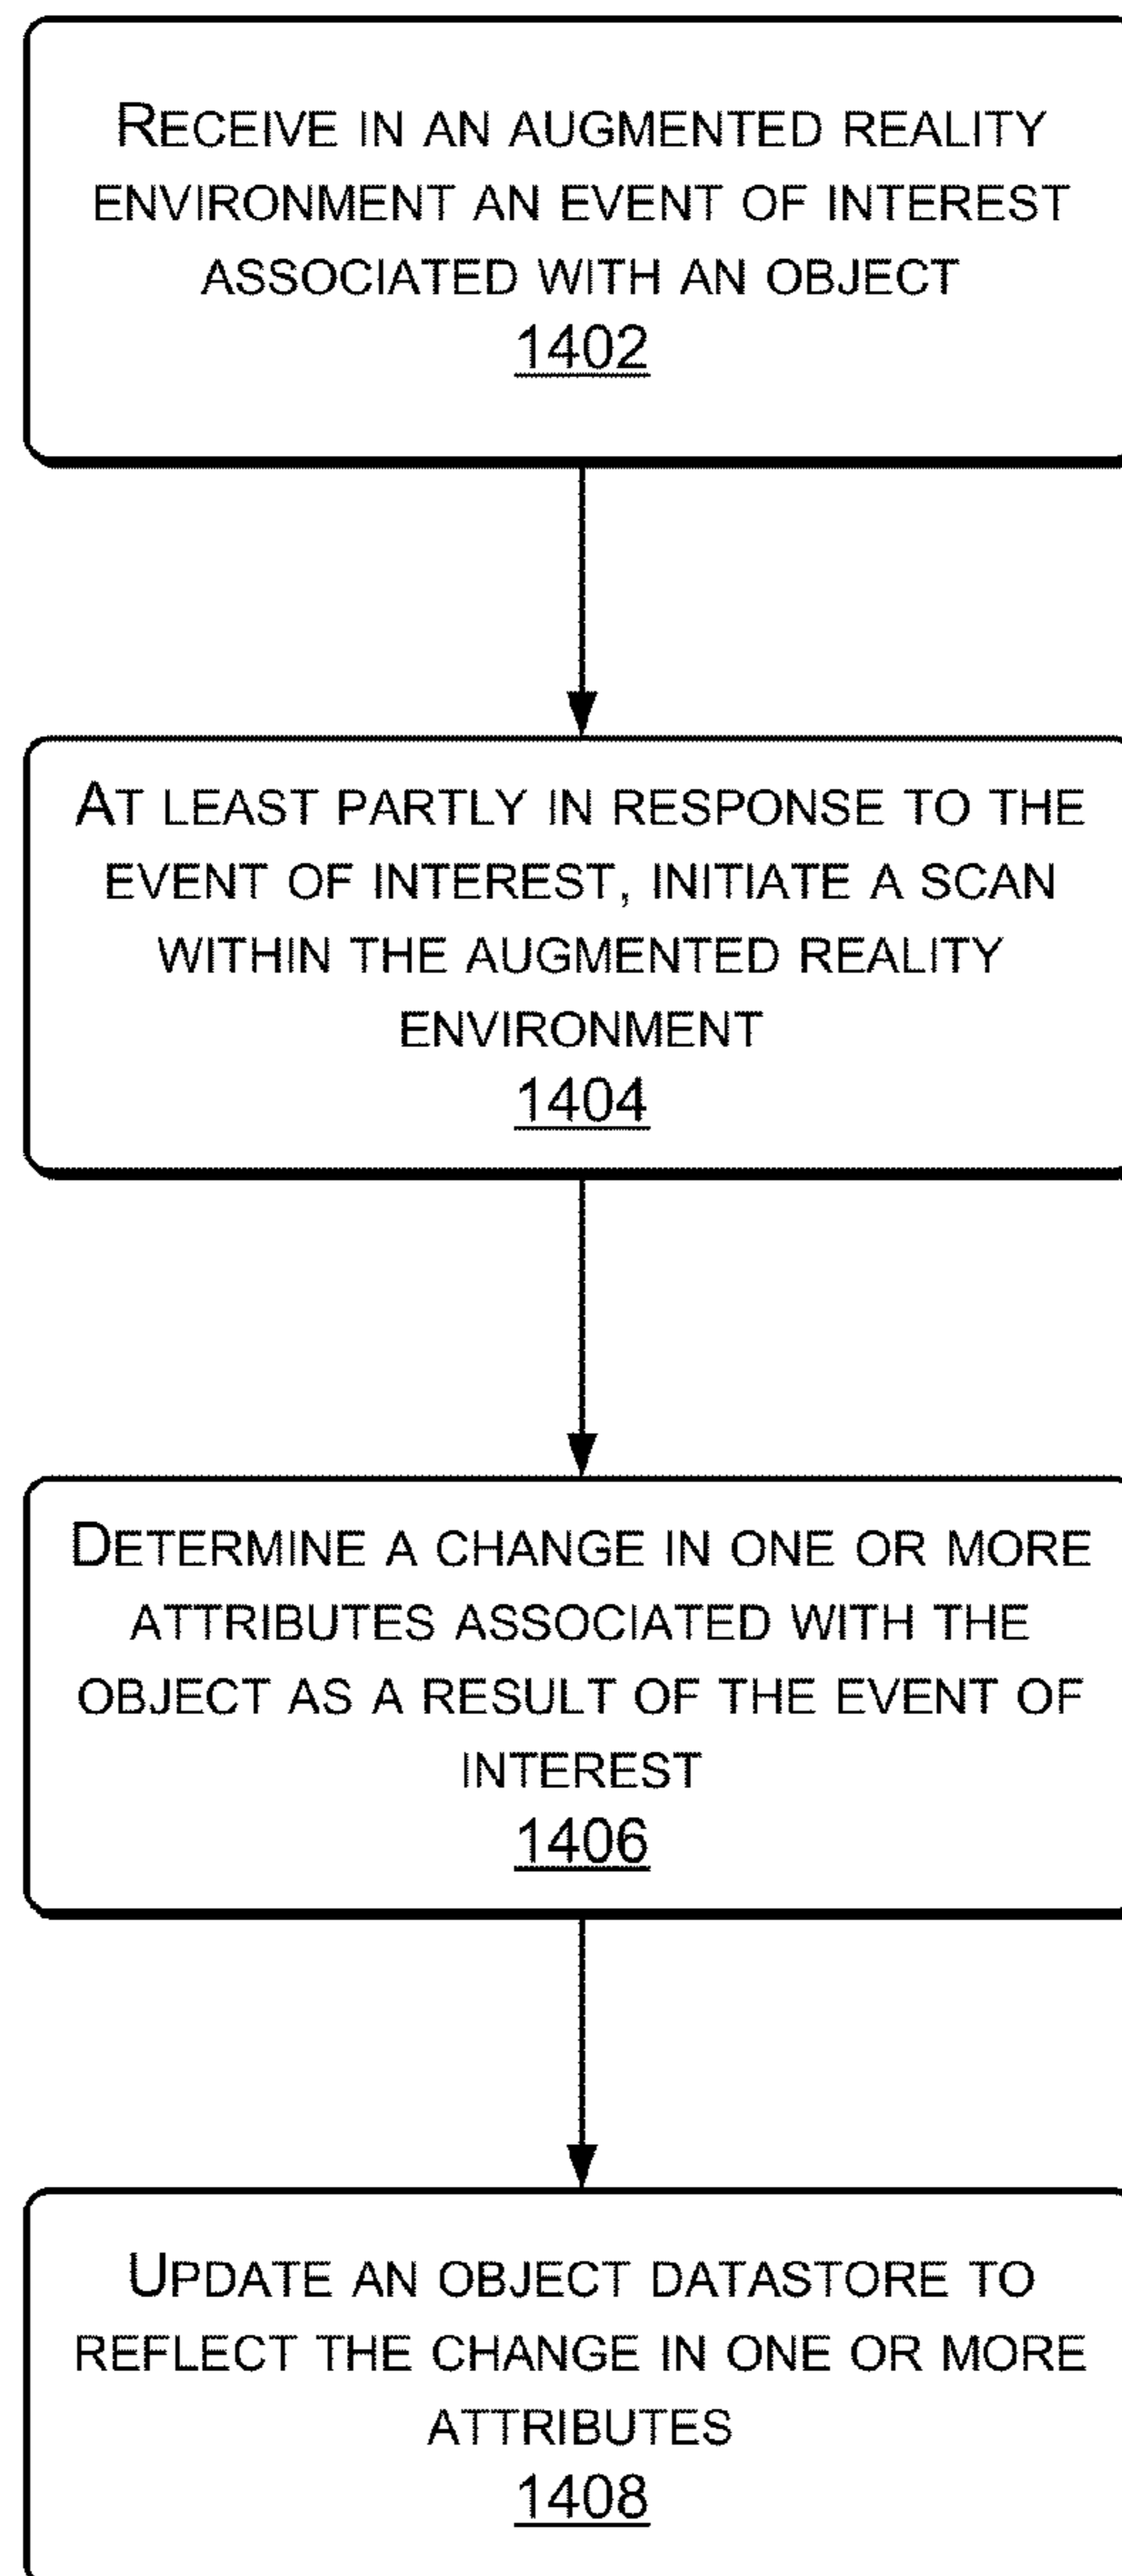 RECEIVE IN AN AUGMENTED REALITY
ENVIRONMENT AN EVENT OF INTEREST
ASSOCIATED WITH AN OBJECT
1402
AT LEAST PARTLY IN RESPONSE TO THE
EVENT OF INTEREST, INITIATE A SCAN
WITHIN THE AUGMENTED REALITY
ENVIRONMENT
1404
DETERMINE A CHANGE IN ONE OR MORE
ATTRIBUTES ASSOCIATED WITH THE
OBJECT AS A RESULT OF THE EVENT OF
INTEREST
1406
UPDATE AN OBJECT DATASTORE TO
REFLECT THE CHANGE IN ONE OR MORE
ATTRIBUTES
1408